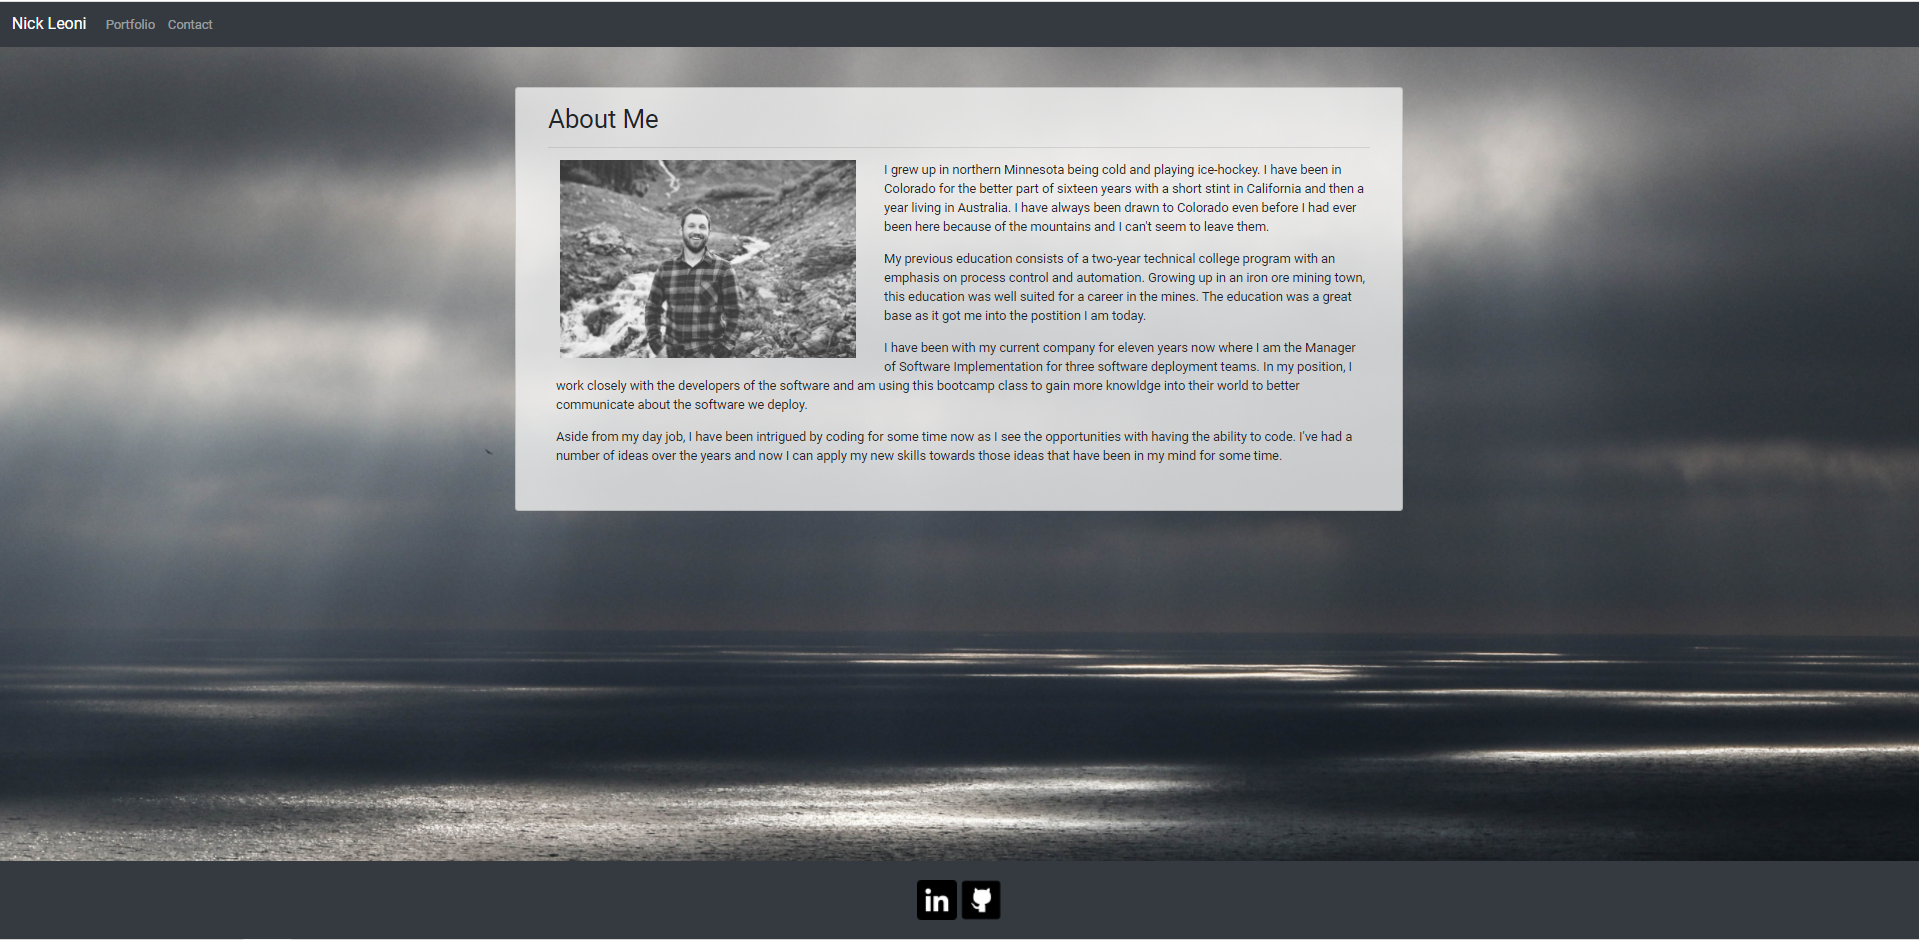 Nick Leoni Portfolio Contact
About Me
I grew up in northern Minnesota being cold and playing ice-hockey. I have been in
Colorado for the better part of sixteen years with a short stint in California and then a
year living in Australia. I have always been drawn to Colorado even before I had ever
been here because of the mountains and I can't seem to leave them.
My previous education consists of a two-year technical college program with an
emphasis on process control and automation. Growing up in an iron ore mining town,
this education was well suited for a career in the mines. The education was a great
base as it got me into the postition I am today.
I have been with my current company for eleven years now where I am the Manager
of Software Implementation for three software deployment teams. In my position, I
work closely with the developers of the software and am using this bootcamp class to gain more knowldge into their world to better
communicate about the software we deploy.
Aside from my day job, I have been intrigued by coding for some time now as I see the opportunities with having the ability to code. I've had a
number of ideas over the years and now I can apply my new skills towards those ideas that have been in my mind for some time.
in